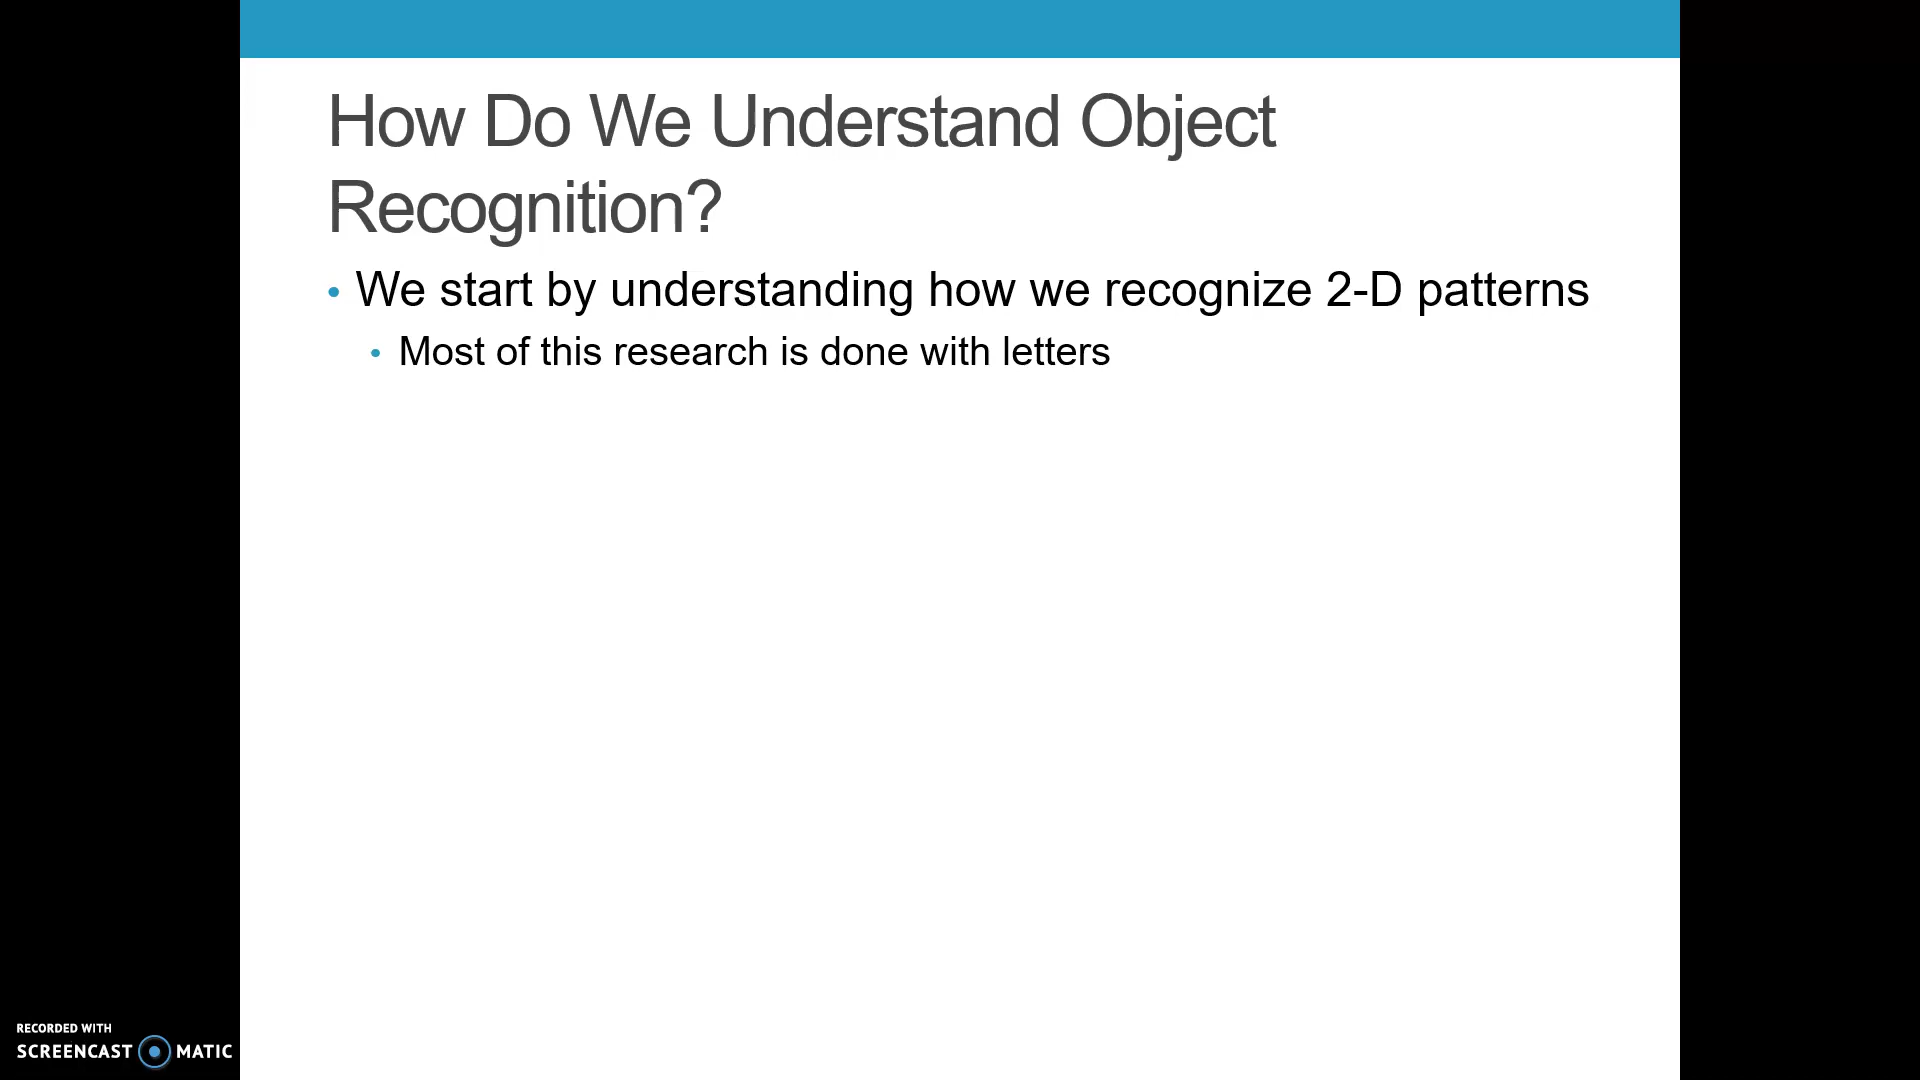 How Do We Understand Object
Recognition?
• We start by understanding how we recognize 2-D patterns
• Most of this research is done with letters
RECORDED WITH
SCREENCAST MATIC